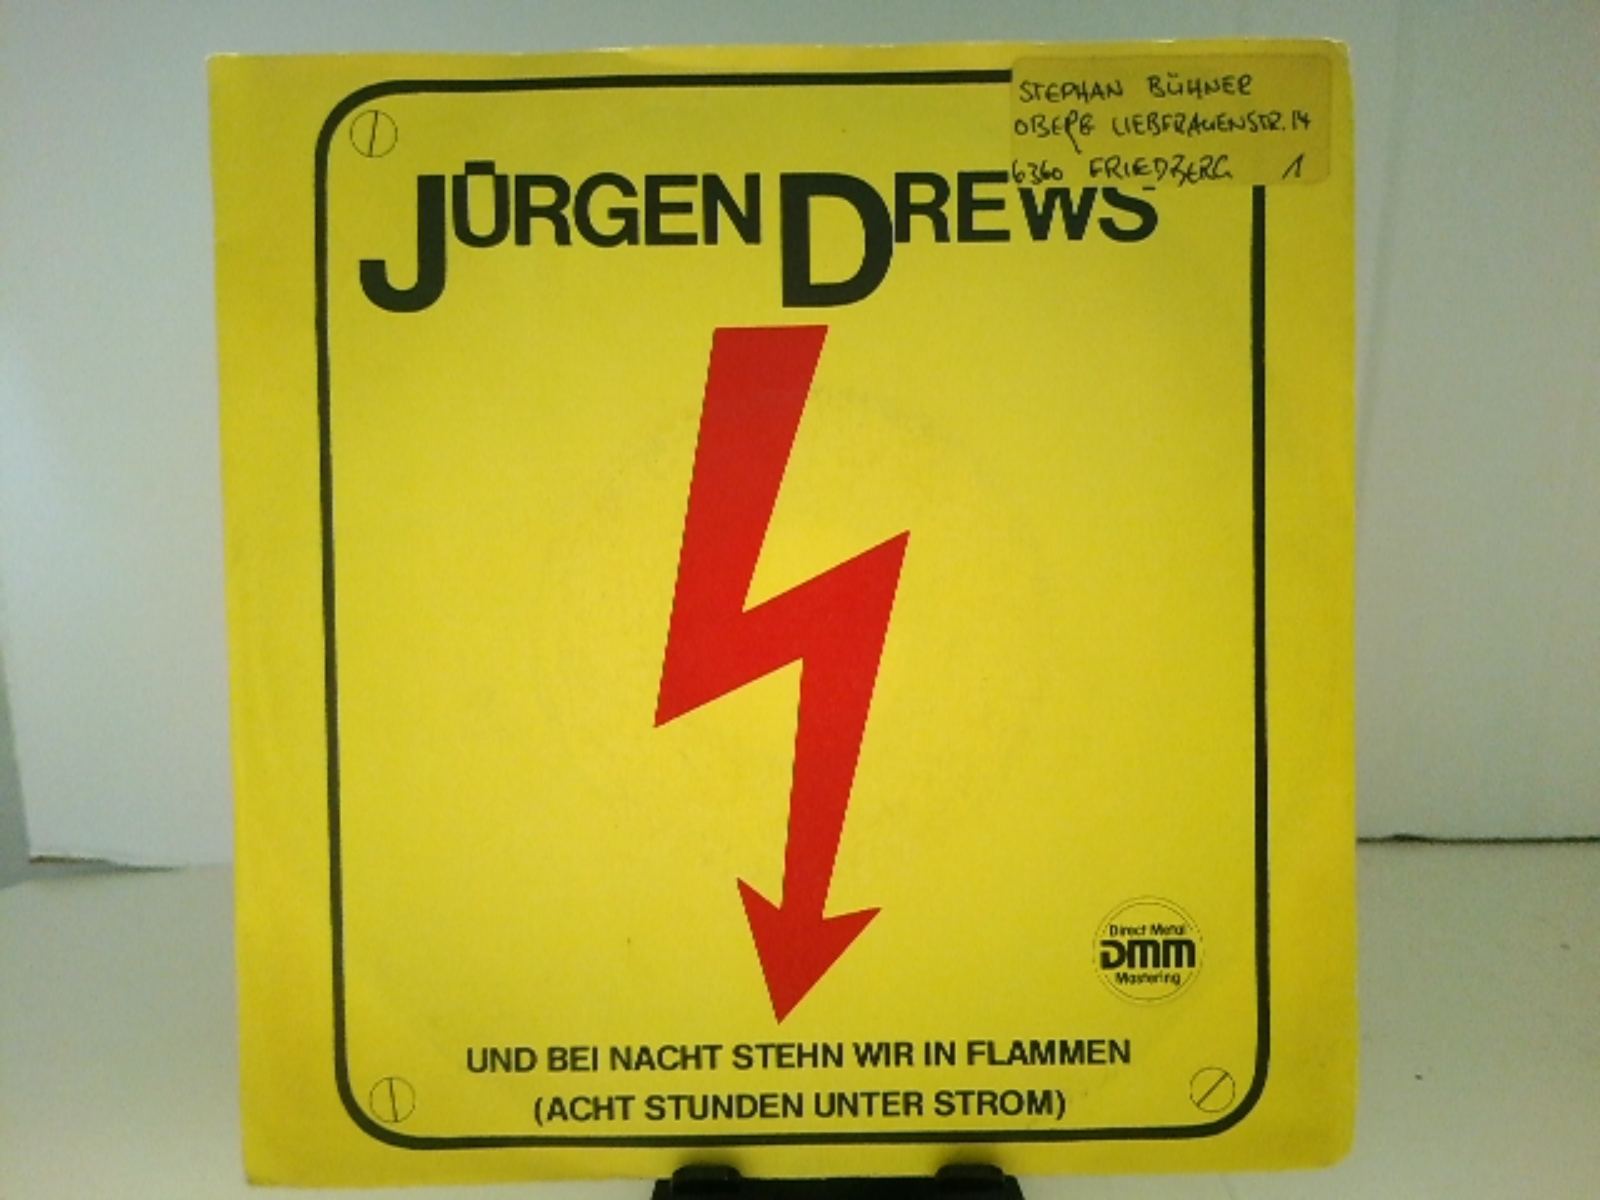 STEPHAN BÜHNER
LIEBFRAUENSTR. 14
6360 FRIEDBERG 1
JÜRGEN DREWS
Direct Metal
DMM
Mastering
UND BEI NACHT STEHN WIR IN FLAMMEN
(ACHT STUNDEN UNTER STROM)